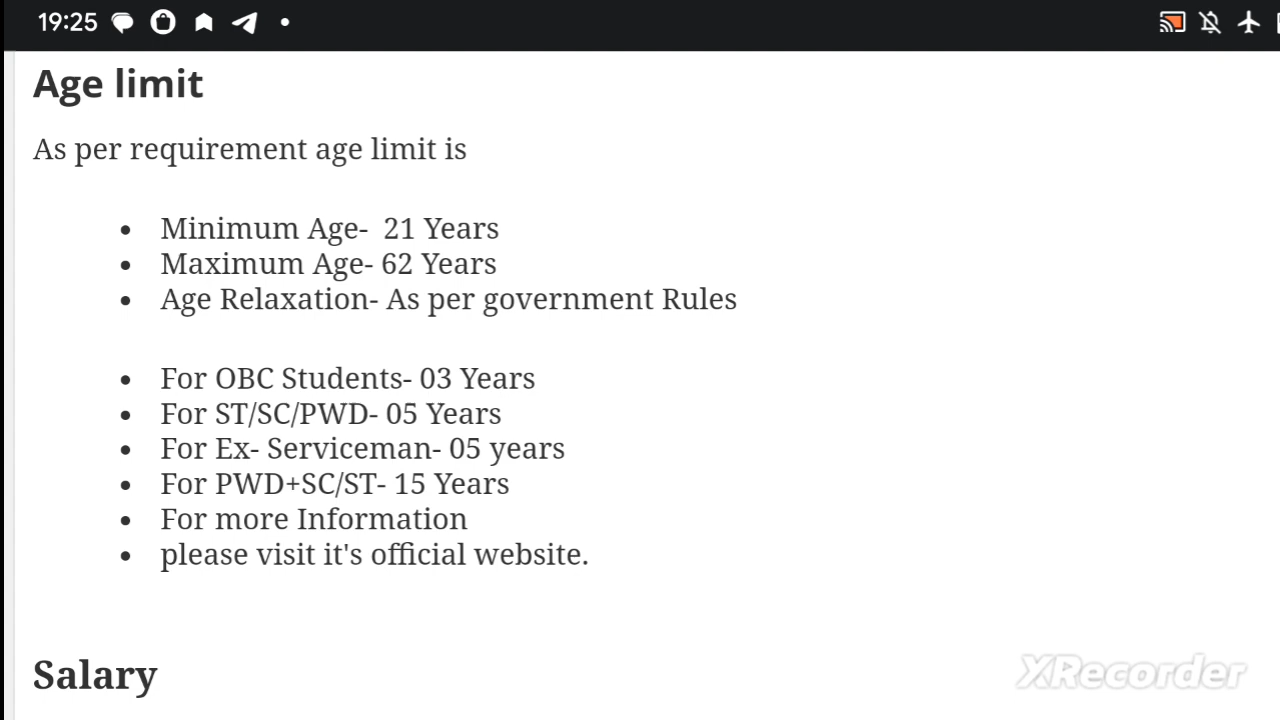 19:25
Age limit
As per requirement age limit is
Minimum Age-  21 Years
Maximum Age- 62 Years
Age Relaxation- As per government Rules
For OBC Students- 03 Years
For ST/SC/PWD- 05 Years
For Ex- Serviceman- 05 years
For PWD+SC/ST- 15 Years
For more Information
please visit it's official website.
Salary
XRecorder